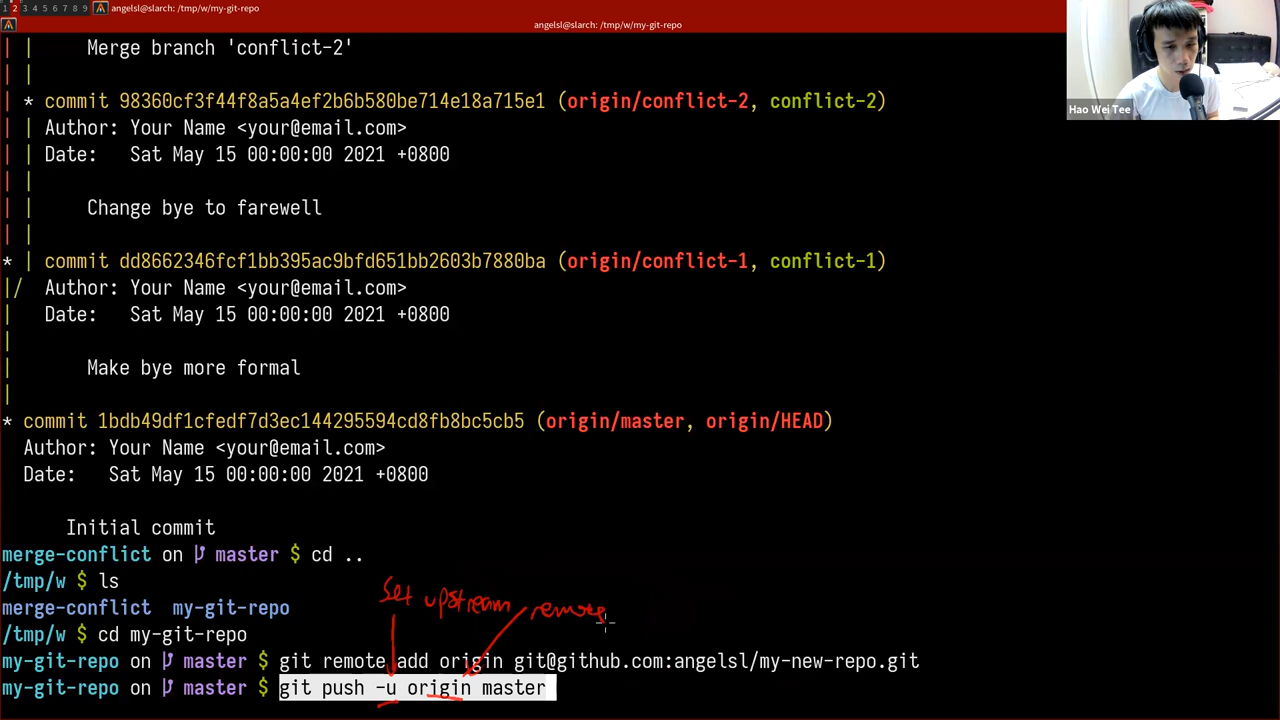 1 2 3 4 5 6 7 8 9 angelsl@slarch: /tmp/w/my-git-repo
angelsl@slarch: /tmp/w/my-git-repo
| | Merge branch 'conflict-2'
| |
| * commit 98360cf3f44f8a5a4ef2b6b580be714e18a715e1 (origin/conflict-2, conflict-2)
| | Author: Your Name <your@email.com>
| | Date: Sat May 15 00:00:00 2021 +0800
| |
| | Change bye to farewell
| |
* | commit dd8662346fcf1bb395ac9bfd651bb2603b7880ba (origin/conflict-1, conflict-1)
|/ Author: Your Name <your@email.com>
| Date: Sat May 15 00:00:00 2021 +0800
|
| Make bye more formal
|
* commit 1bdb49df1cfedf7d3ec144295594cd8fb8bc5cb5 (origin/master, origin/HEAD)
Author: Your Name <your@email.com>
Date: Sat May 15 00:00:00 2021 +0800
Initial commit
merge-conflict on master $ cd ..
/tmp/w $ ls
set upstream remote
merge-conflict my-git-repo
/tmp/w $ cd my-git-repo
my-git-repo on master $ git remote add origin git@github.com:angelsl/my-new-repo.git
my-git-repo on master $ git push -u origin master
Hao Wei Tee